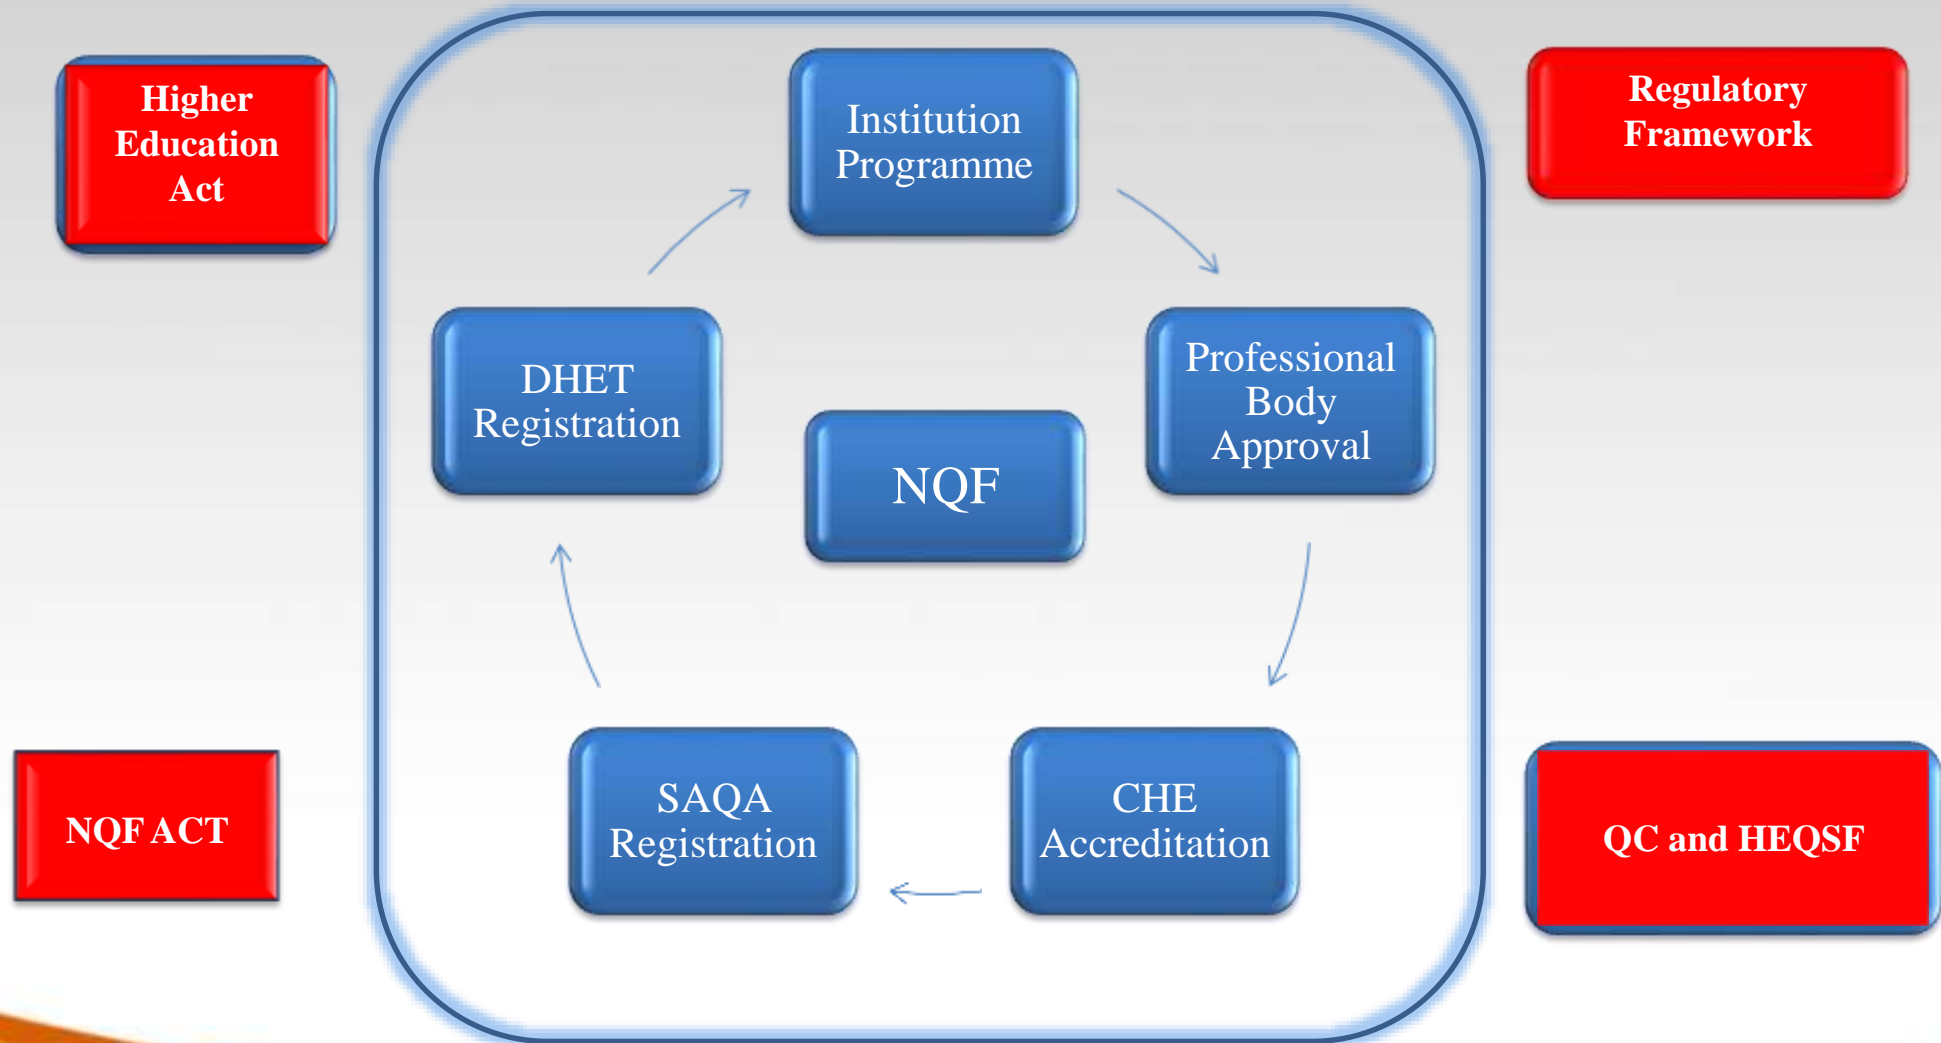 Higher
Education
Act
Institution
Programme
Regulatory
Framework
DHET
Registration
Professional
Body
Approval
NQF
SAQA
Registration
CHE
Accreditation
NQF ACT
QC and HEQSF